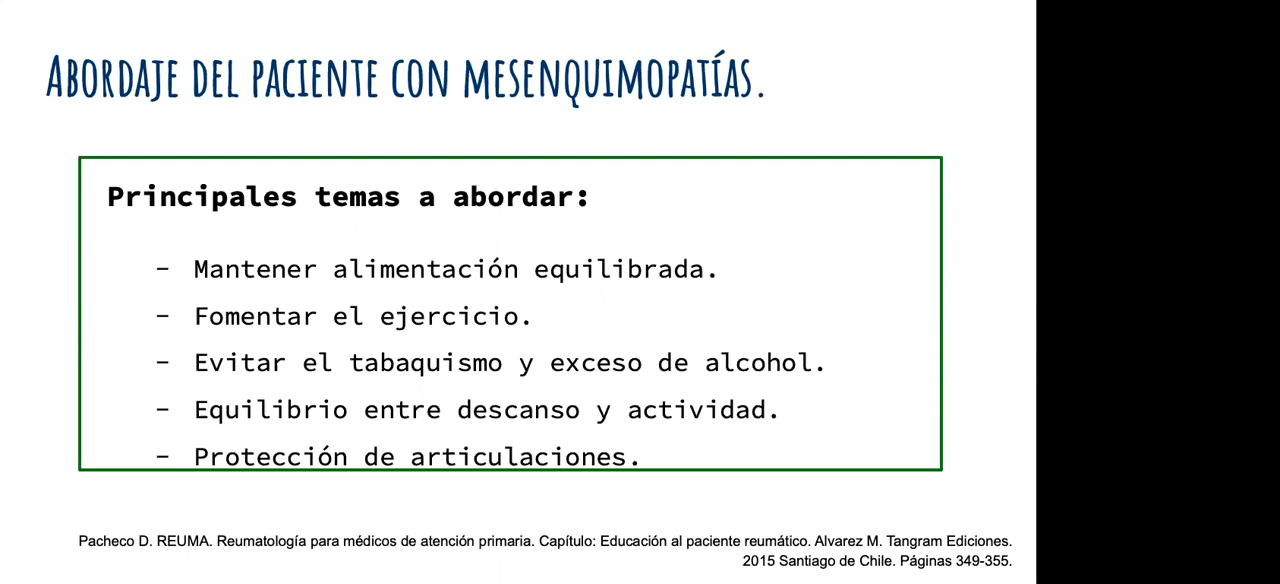 ABORDAJE DEL PACIENTE CON MESENQUIMOPATÍAS.
Principales temas a abordar:
- Mantener alimentación equilibrada.
- Fomentar el ejercicio.
- Evitar el tabaquismo y exceso de alcohol.
- Equilibrio entre descanso y actividad.
- Protección de articulaciones.
Pacheco D. REUMA. Reumatología para médicos de atención primaria. Capítulo: Educación al paciente reumático. Alvarez M. Tangram Ediciones.
2015 Santiago de Chile. Páginas 349-355.